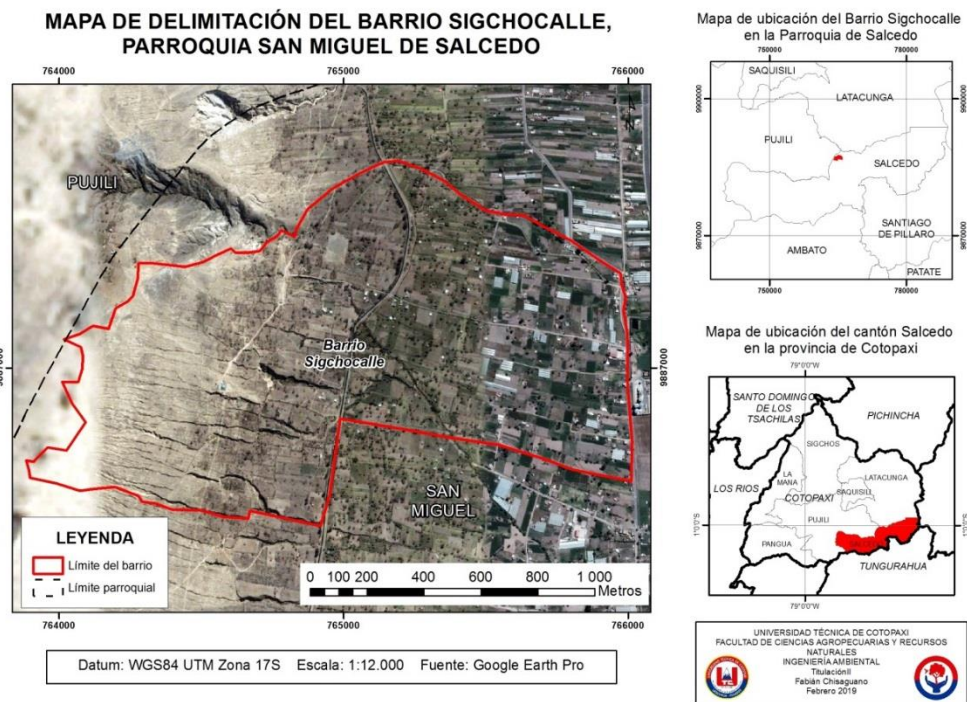 MAPA DE DELIMITACIÓN DEL BARRIO SIGCHOCALLE,
PARROQUIA SAN MIGUEL DE SALCEDO
764000
765000
766000
9887000
9887000
PUJILI
Barrio
Sigchocalle
SAN
MIGUEL
LEYENDA
Límite del barrio
Límite parroquial
0 100 200 400 600 800 1 000
Metros
764000
765000
766000
Datum: WGS84 UTM Zona 17S Escala: 1:12.000 Fuente: Google Earth Pro
Mapa de ubicación del Barrio Sigchocalle
en la Parroquia de Salcedo
750000
780000
SAQUISILI
LATACUNGA
9900000
9900000
PUJILI
SALCEDO
SANTIAGO
DE PILLARO
9870000
9870000
AMBATO
PATATE
750000
780000
Mapa de ubicación del cantón Salcedo
en la provincia de Cotopaxi
79°0'0"W
SANTO DOMINGO
DE LOS
TSACHILAS
PICHINCHA
SIGCHOS
LA
MANA
LATACUNGA
LOS RIOS
COTOPAXI
SAQUISILI
PUJILI
1°0'0"S
1°0'0"S
PANGUA
TUNGURAHUA
79°0'0"W
UNIVERSIDAD TÉCNICA DE COTOPAXI
FACULTAD DE CIENCIAS AGROPECUARIAS Y RECURSOS
NATURALES
INGENIERÍA AMBIENTAL
TitulaciónII
Fabián Chisaguano
Febrero 2019